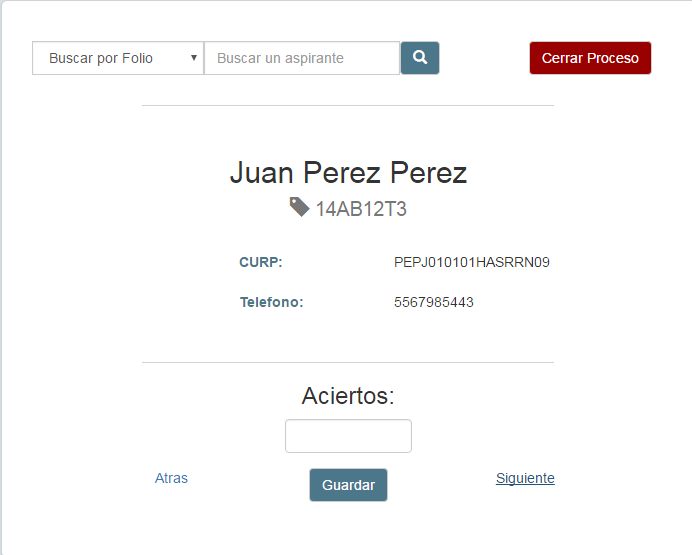 Buscar por Folio Buscar un aspirante Cerrar Proceso
Juan Perez Perez
14AB12T3
CURP: PEPJ010101HASRRN09
Telefono: 5567985443
Aciertos:
Atras Guardar Siguiente